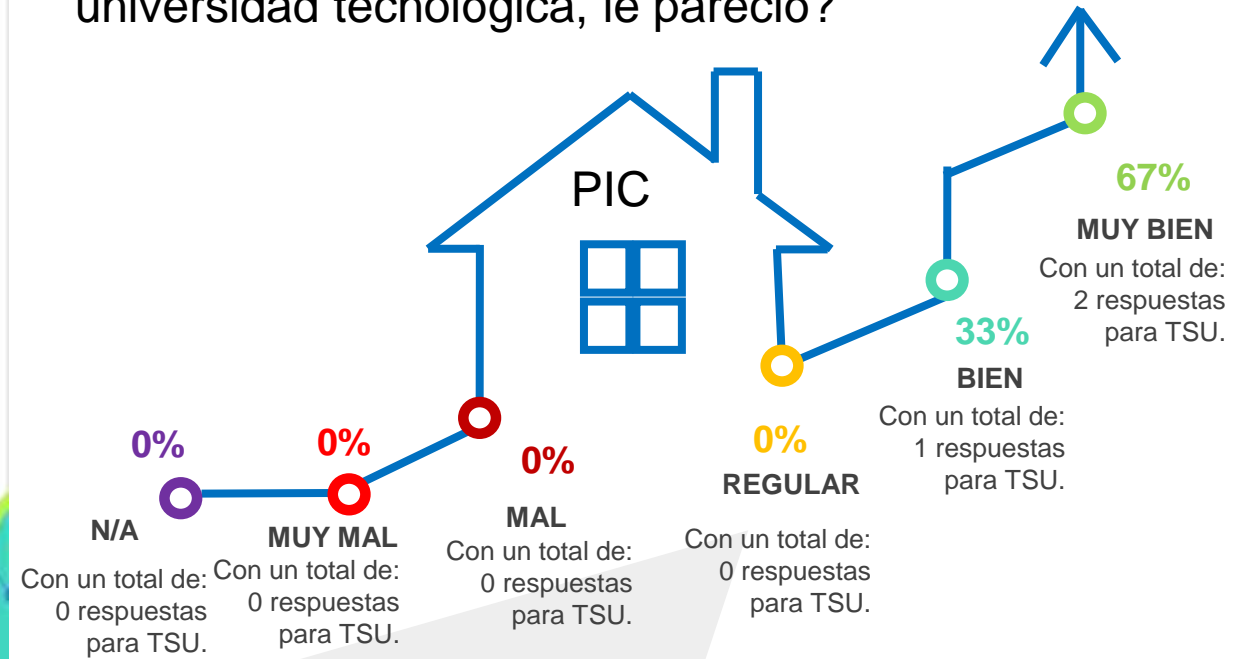 universidad tecnológica, le pareció?
PIC
0%
N/A
Con un total de:
0 respuestas
para TSU.
0%
MUY MAL
Con un total de:
0 respuestas
para TSU.
0%
MAL
Con un total de:
0 respuestas
para TSU.
0%
REGULAR
Con un total de:
0 respuestas
para TSU.
33%
BIEN
Con un total de:
1 respuestas
para TSU.
67%
MUY BIEN
Con un total de:
2 respuestas
para TSU.